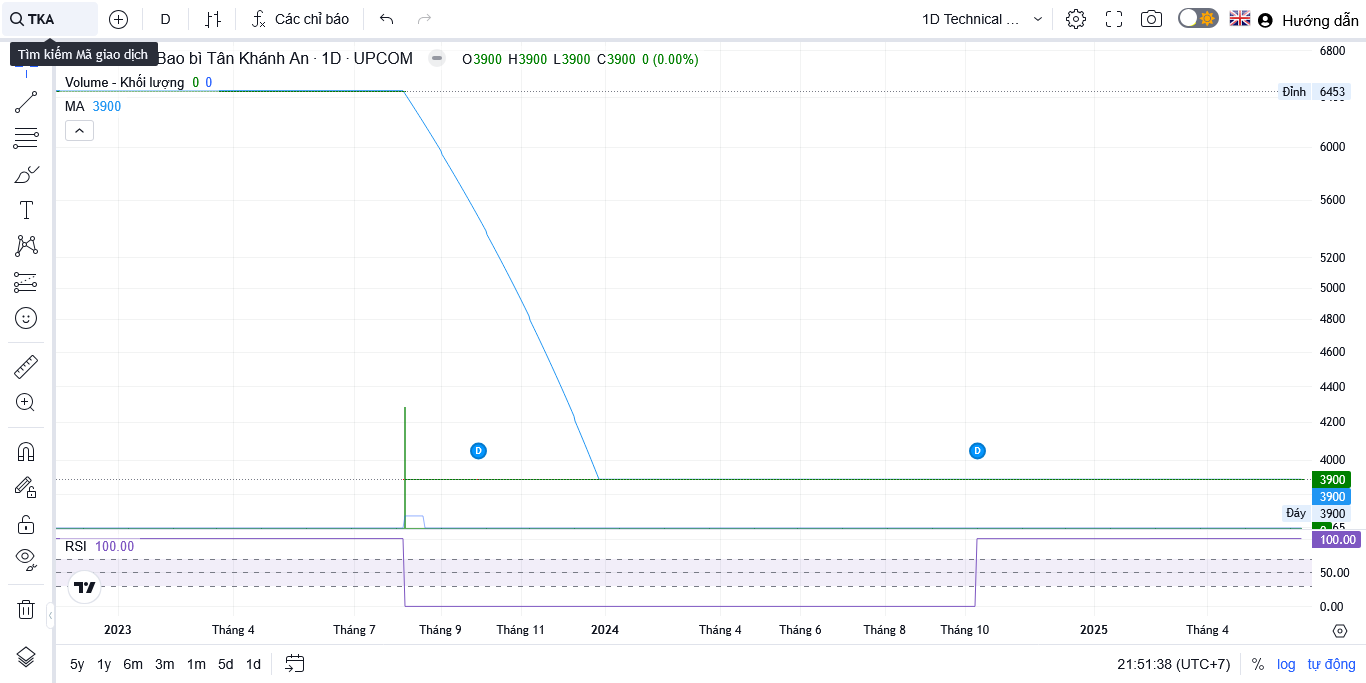 TKA
D
Các chỉ báo
1D Technical ...
Hướng dẫn
Tìm kiếm Mã giao dịch
Bao bì Tân Khánh An · 1D · UPCOM
O3900 H3900 L3900 C3900 0 (0.00%)
Volume - Khối lượng 0 0
MA 3900
6800
Đỉnh 6453
6000
5600
5200
5000
4800
4600
4400
4200
D
D
4000
3900
3900
Đáy 3900
RSI 100.00
100.00
50.00
0.00
2023
Tháng 4
Tháng 7
Tháng 9
Tháng 11
2024
Tháng 4
Tháng 6
Tháng 8
Tháng 10
2025
Tháng 4
5y 1y 6m 3m 1m 5d 1d
21:51:38 (UTC+7)
% log tự động